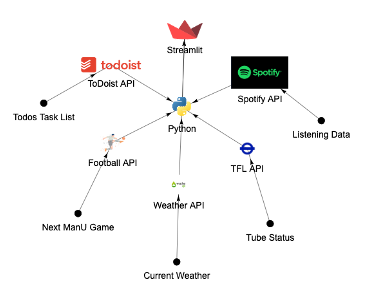 Streamlit
todoist
ToDoist API
Spotify
Spotify API
Todos Task List
Python
Listening Data
Football API
TFL API
Weather API
Next ManU Game
Tube Status
Current Weather